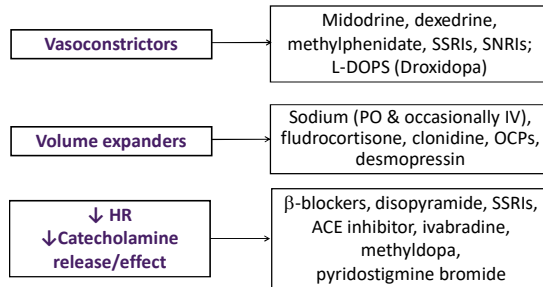 Vasoconstrictors
Midodrine, dexedrine,
methylphenidate, SSRIs, SNRIs;
L-DOPS (Droxidopa)
Volume expanders
Sodium (PO & occasionally IV),
fludrocortisone, clonidine, OCPs,
desmopressin
↓ HR
↓Catecholamine
release/effect
β-blockers, disopyramide, SSRIs,
ACE inhibitor, ivabradine,
methyldopa,
pyridostigmine bromide